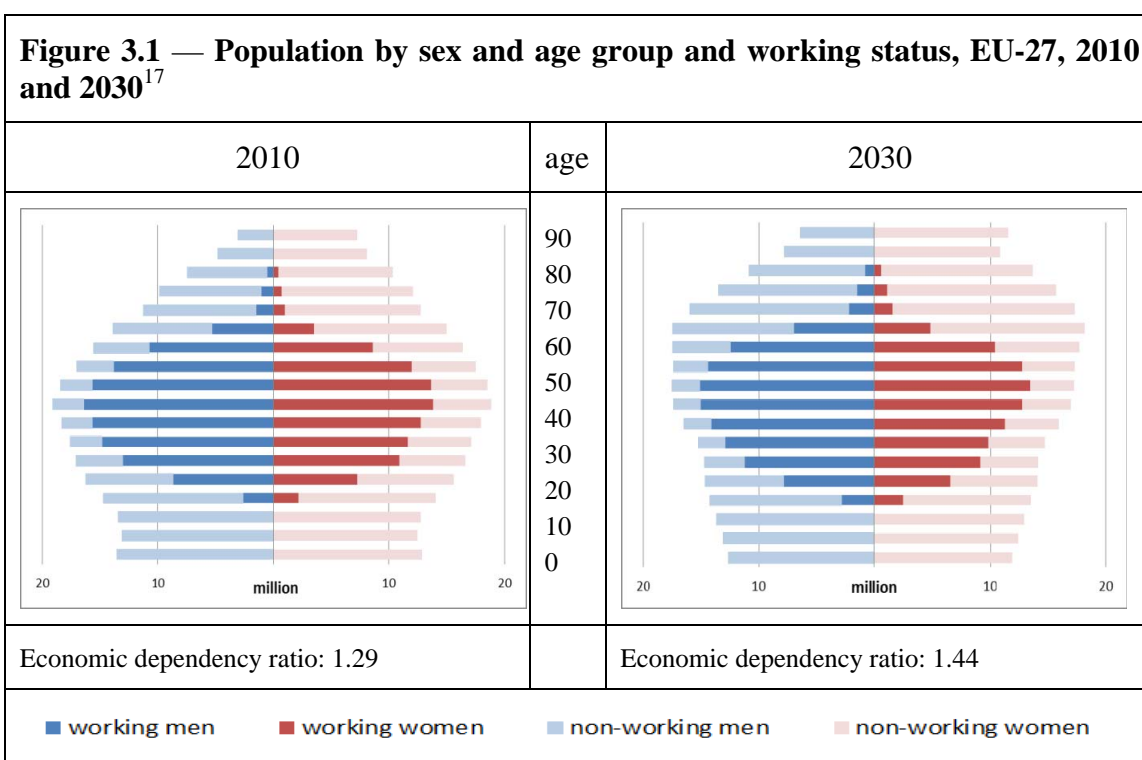 Figure 3.1 — Population by sex and age group and working status, EU-27, 2010
and 2030¹⁷
2010
age
2030
90
80
70
60
50
40
30
20
10
0
20 10 million 10 20
20 10 million 10 20
Economic dependency ratio: 1.29
Economic dependency ratio: 1.44
working men working women non-working men non-working women